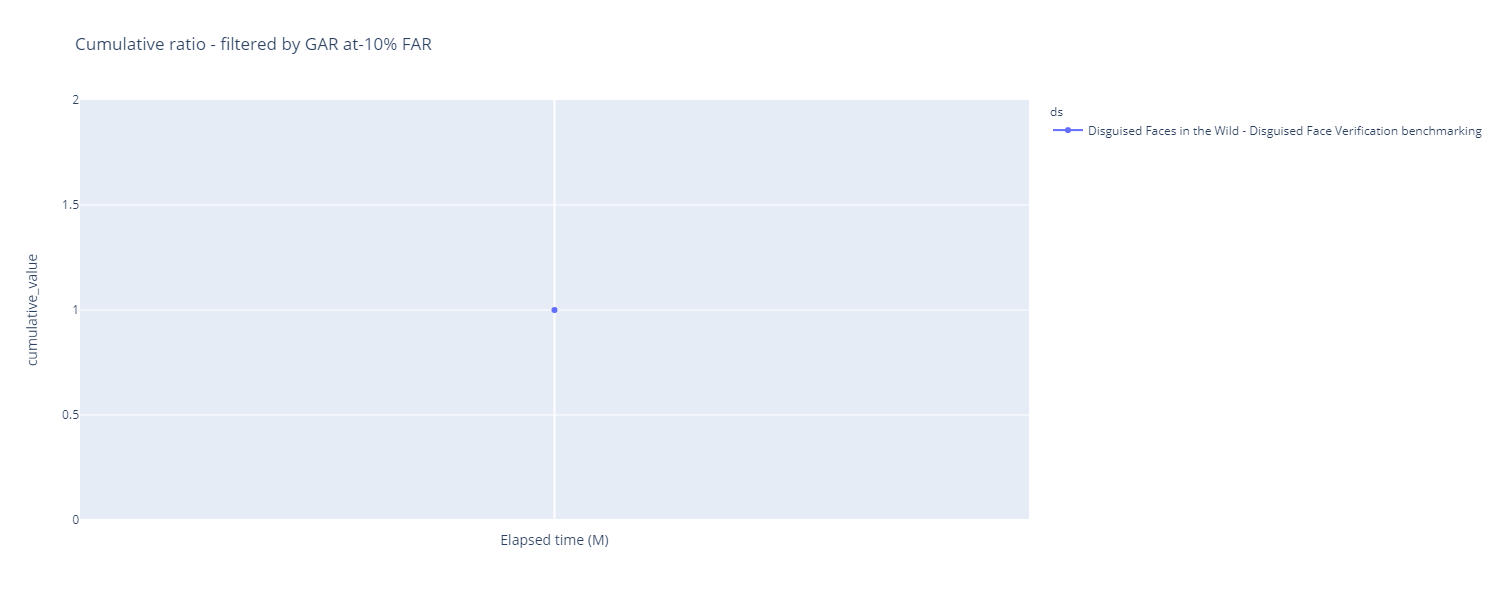 Cumulative ratio - filtered by GAR at-10% FAR
2
1.5
1
0.5
0
cumulative_value
Elapsed time (M)
ds
Disguised Faces in the Wild - Disguised Face Verification benchmarking